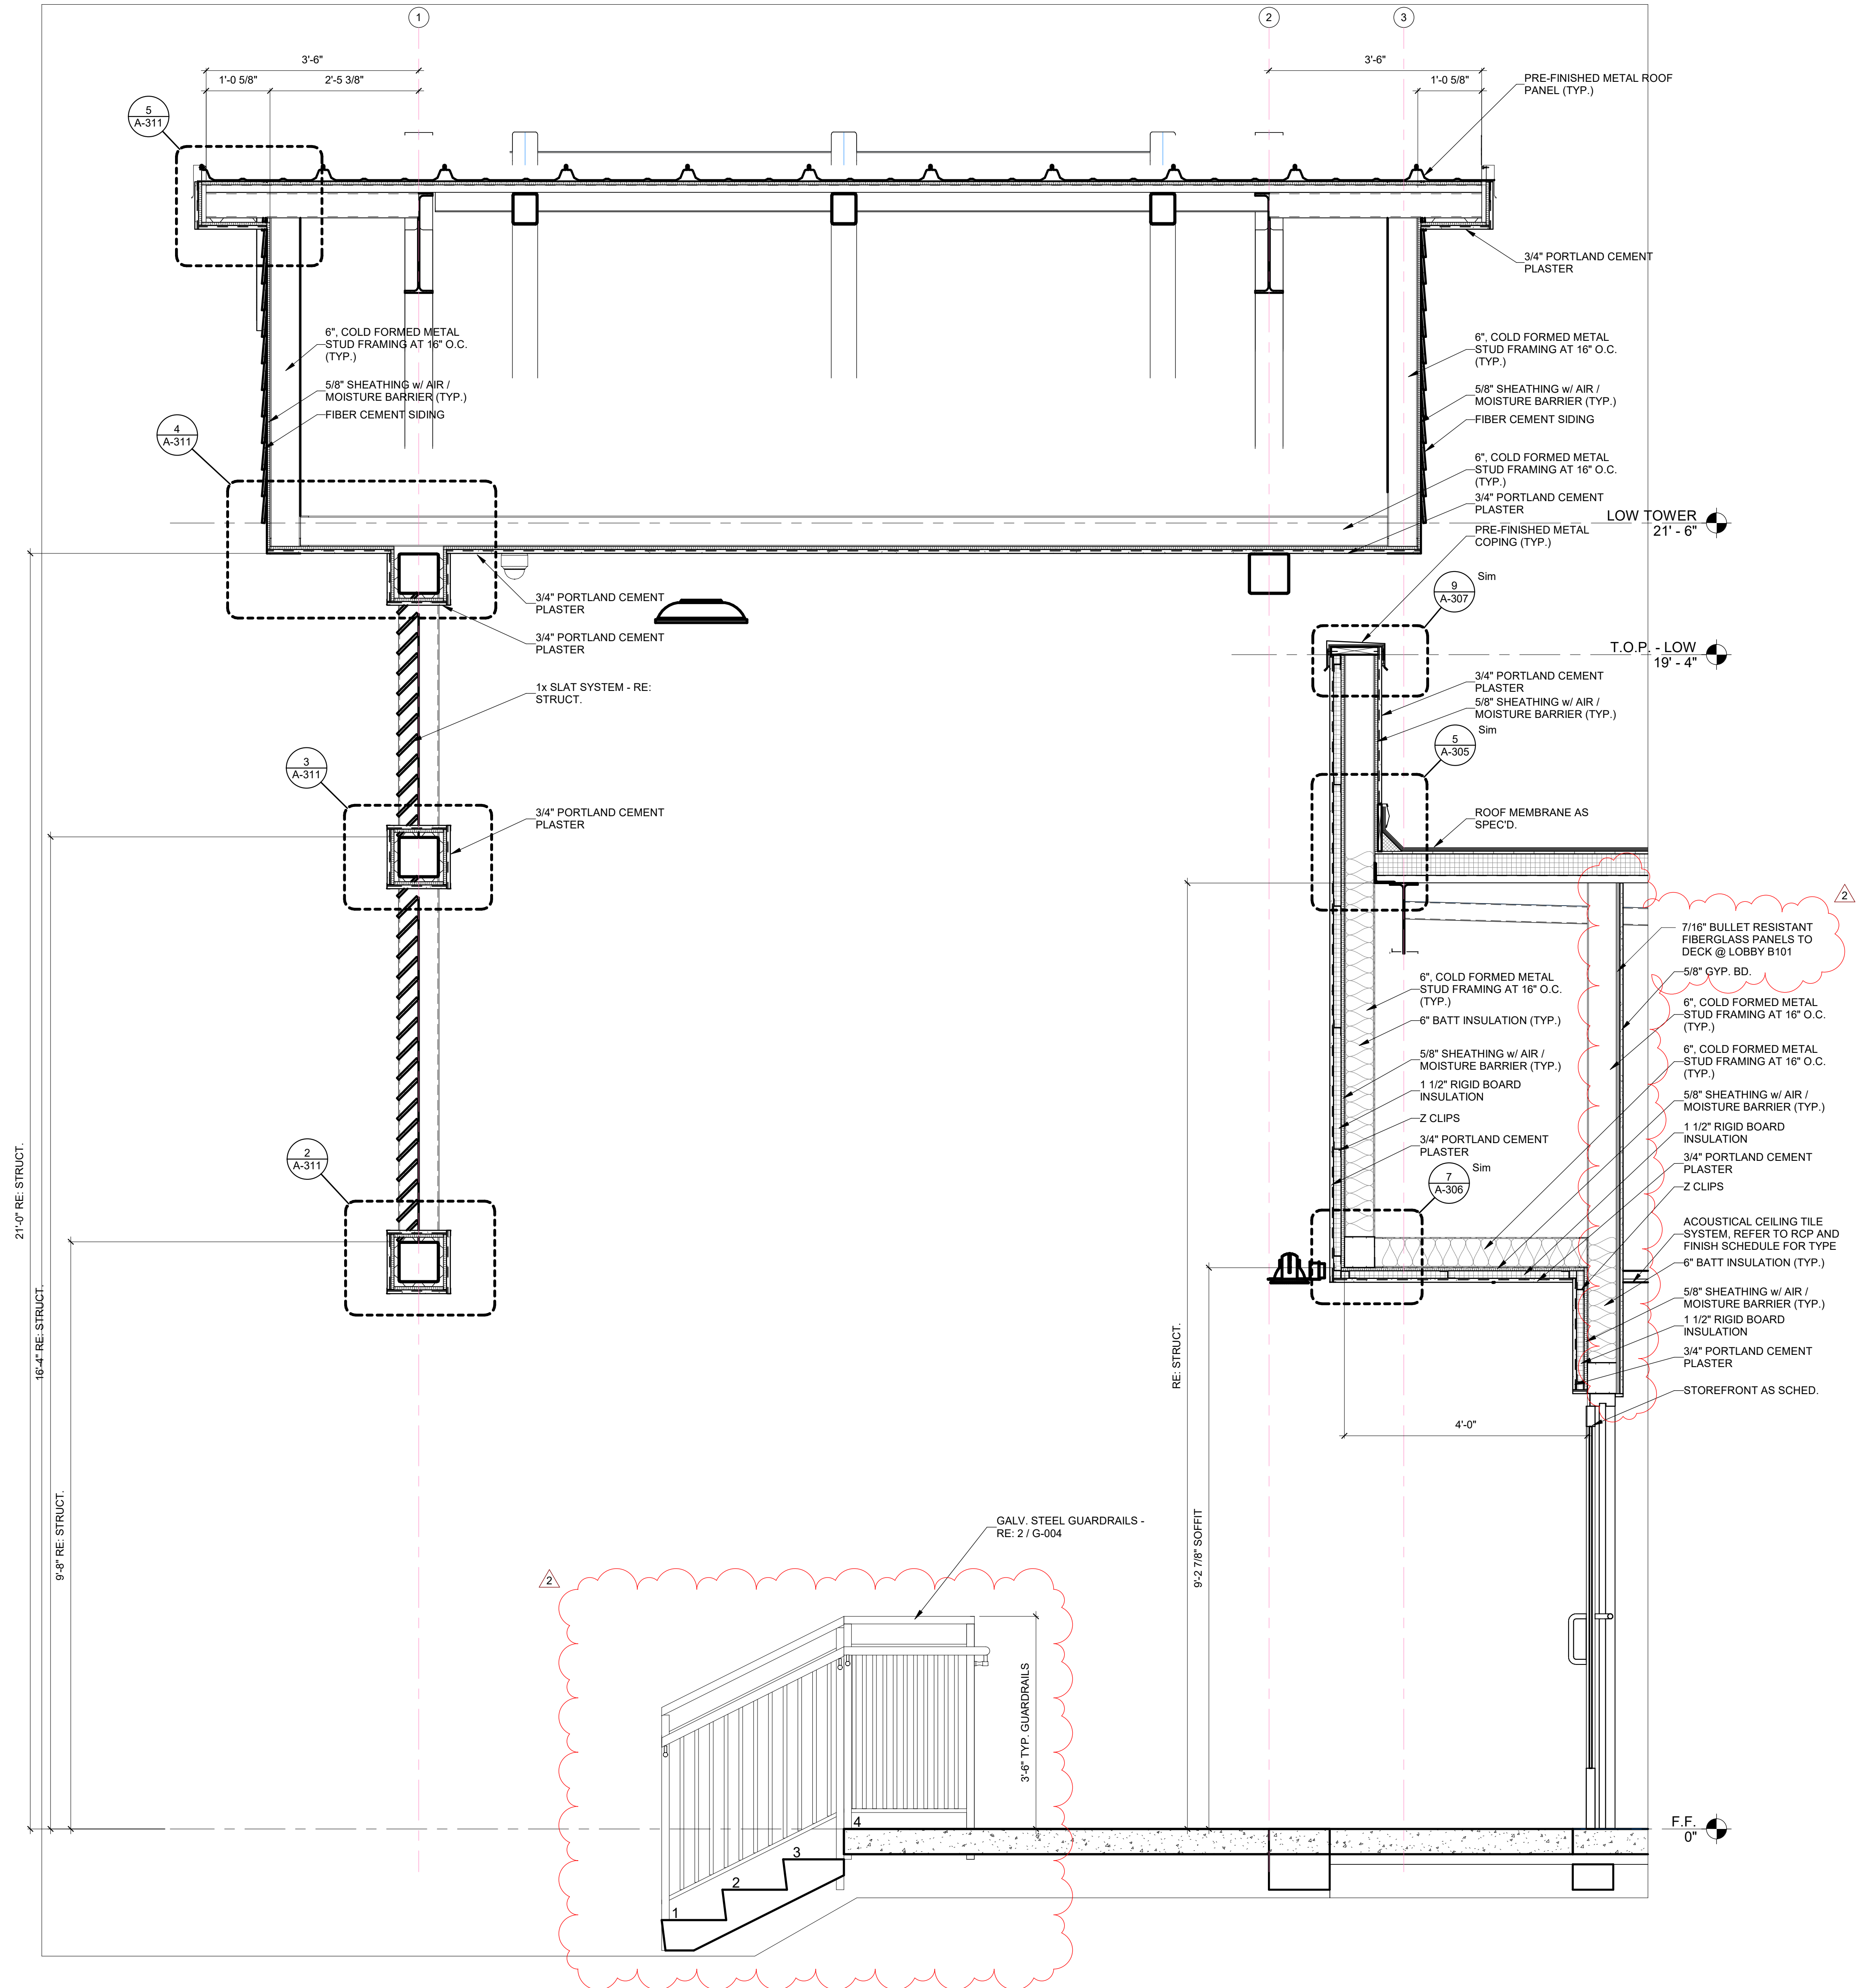 1
2
3
3'-6"
1'-0 5/8"
2'-5 3/8"
3'-6"
1'-0 5/8"
PRE-FINISHED METAL ROOF
PANEL (TYP.)
5
A-311
3/4" PORTLAND CEMENT
PLASTER
6", COLD FORMED METAL
STUD FRAMING AT 16" O.C.
(TYP.)
5/8" SHEATHING w/ AIR /
MOISTURE BARRIER (TYP.)
FIBER CEMENT SIDING
4
A-311
6", COLD FORMED METAL
STUD FRAMING AT 16" O.C.
(TYP.)
5/8" SHEATHING w/ AIR /
MOISTURE BARRIER (TYP.)
FIBER CEMENT SIDING
6", COLD FORMED METAL
STUD FRAMING AT 16" O.C.
(TYP.)
3/4" PORTLAND CEMENT
PLASTER
LOW TOWER
21' - 6"
PRE-FINISHED METAL
COPING (TYP.)
3/4" PORTLAND CEMENT
PLASTER
3/4" PORTLAND CEMENT
PLASTER
9
A-307
Sim
T.O.P. - LOW
19' - 4"
1x SLAT SYSTEM - RE:
STRUCT.
3/4" PORTLAND CEMENT
PLASTER
5/8" SHEATHING w/ AIR /
MOISTURE BARRIER (TYP.)
5
A-305
Sim
3
A-311
3/4" PORTLAND CEMENT
PLASTER
ROOF MEMBRANE AS
SPEC'D.
2
7/16" BULLET RESISTANT
FIBERGLASS PANELS TO
DECK @ LOBBY B101
5/8" GYP. BD.
6", COLD FORMED METAL
STUD FRAMING AT 16" O.C.
(TYP.)
6", COLD FORMED METAL
STUD FRAMING AT 16" O.C.
(TYP.)
5/8" SHEATHING w/ AIR /
MOISTURE BARRIER (TYP.)
1 1/2" RIGID BOARD
INSULATION
3/4" PORTLAND CEMENT
PLASTER
Z CLIPS
ACOUSTICAL CEILING TILE
SYSTEM, REFER TO RCP AND
FINISH SCHEDULE FOR TYPE
6" BATT INSULATION (TYP.)
5/8" SHEATHING w/ AIR /
MOISTURE BARRIER (TYP.)
1 1/2" RIGID BOARD
INSULATION
3/4" PORTLAND CEMENT
PLASTER
STOREFRONT AS SCHED.
6", COLD FORMED METAL
STUD FRAMING AT 16" O.C.
(TYP.)
6" BATT INSULATION (TYP.)
5/8" SHEATHING w/ AIR /
MOISTURE BARRIER (TYP.)
1 1/2" RIGID BOARD
INSULATION
Z CLIPS
3/4" PORTLAND CEMENT
PLASTER
7
A-306
Sim
2
A-311
21'-0" RE: STRUCT.
16'-4" RE: STRUCT.
9'-8" RE: STRUCT.
RE: STRUCT.
9'-2 7/8" SOFFIT
4'-0"
GALV. STEEL GUARDRAILS -
RE: 2 / G-004
2
3'-6" TYP. GUARDRAILS
4
3
2
1
F.F.
0"